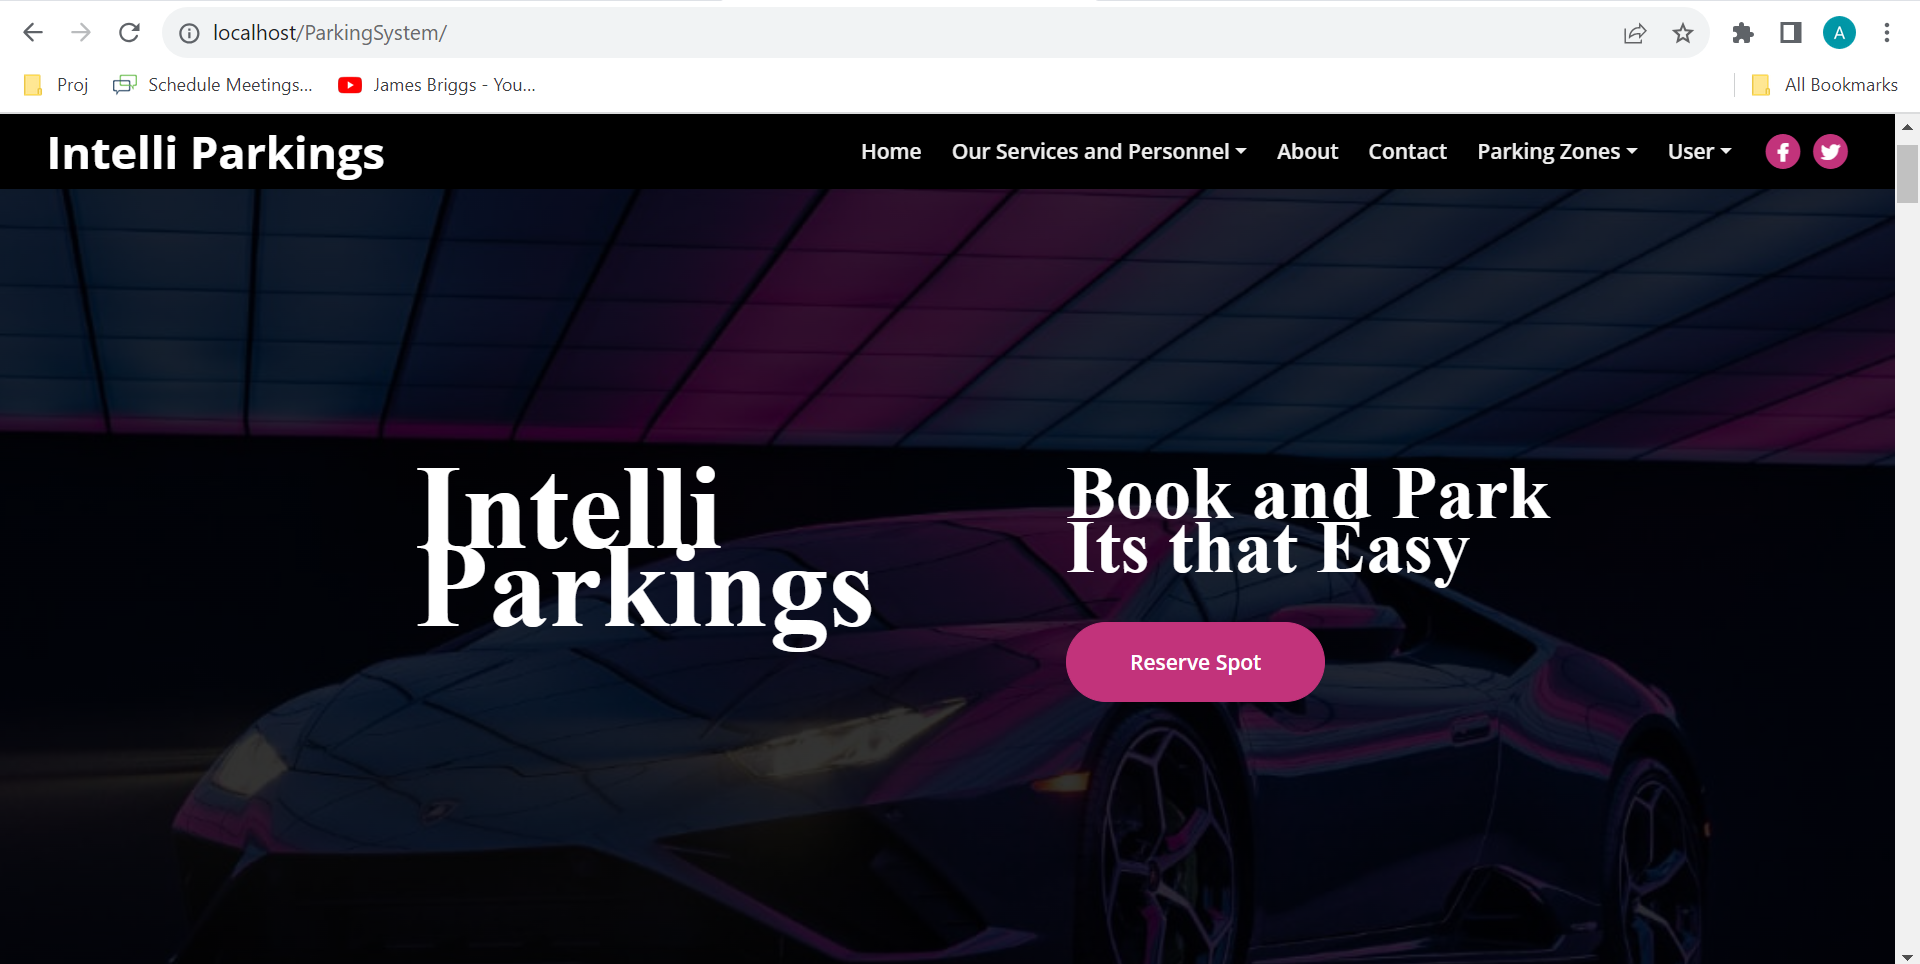 localhost/ParkingSystem/
A
Proj
Schedule Meetings...
James Briggs - You...
All Bookmarks
Intelli Parkings
Home
Our Services and Personnel
About
Contact
Parking Zones
User
Intelli
Parkings
Book and Park
Its that Easy
Reserve Spot